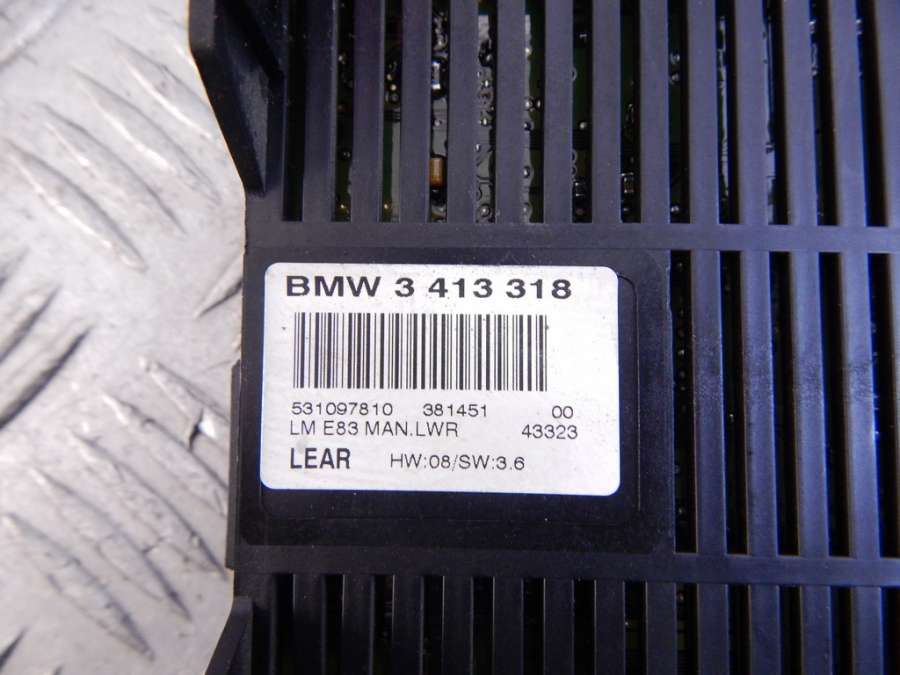 BMW 3 413 318
531097810 381451 00
LM E83 MAN.LWR 43323
LEAR HW:08/SW:3.6